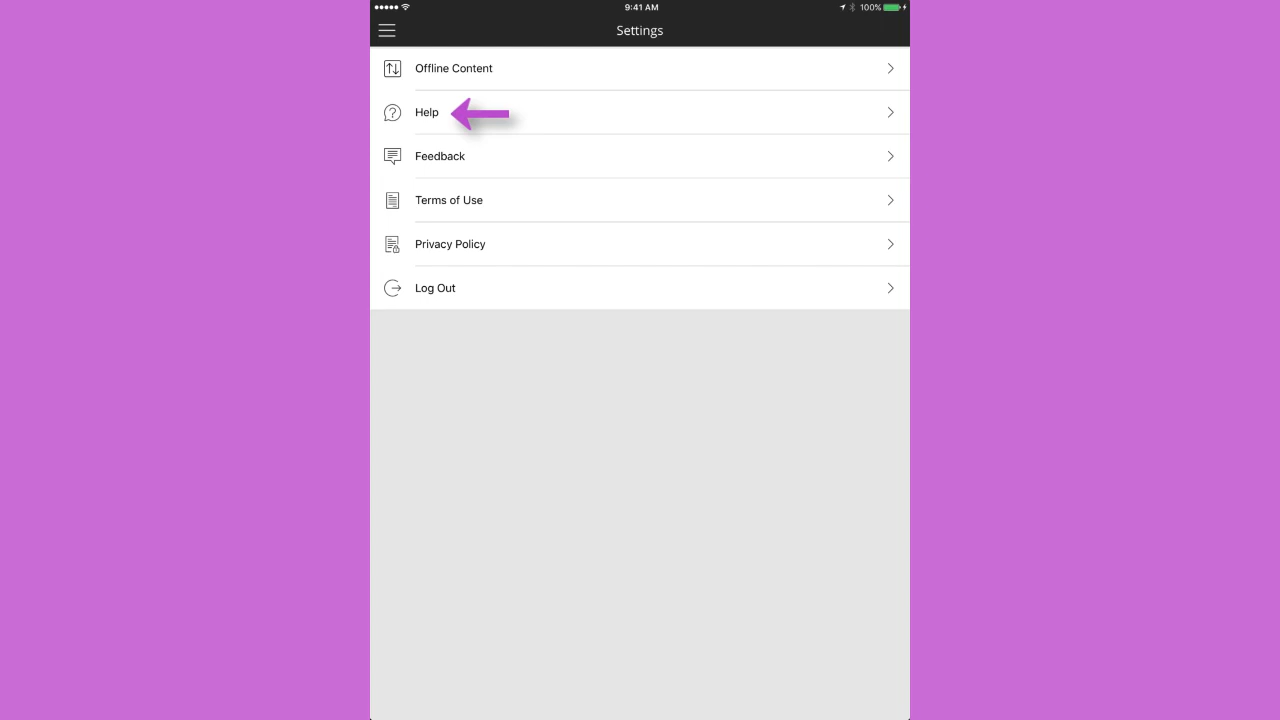 9:41 AM 100%
Settings
Offline Content
Help
Feedback
Terms of Use
Privacy Policy
Log Out